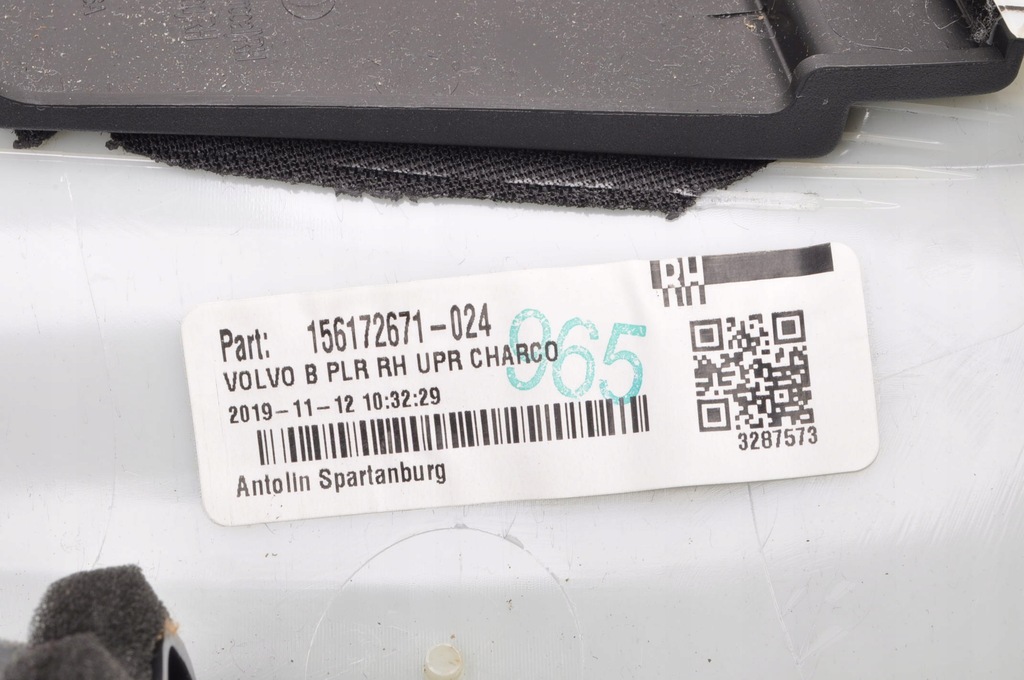 RH
Part: 156172671-024
VOLVO B PLR RH UPR CHARCO
965
2019-11-12 10:32:29
3287573
Antolin Spartanburg